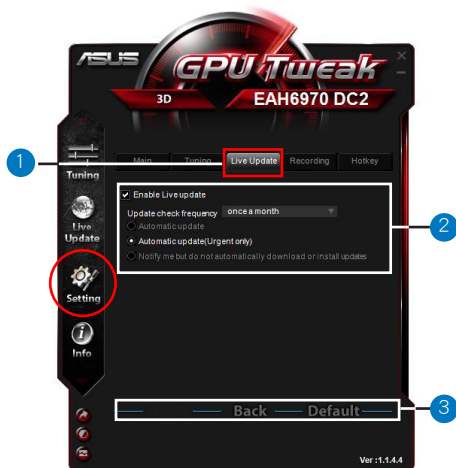 ASUS
GPU Tweak
3D
EAH6970 DC2
1
Main Tuning Live Update Recording Hotkey
Tuning
Enable Live update
Update check frequency once a month
Automatic update
Automatic update(Urgent only)
Notify me but do not automatically download or install updates
2
Live
Update
Setting
i
Info
Back Default
3
Ver :1.1.4.4